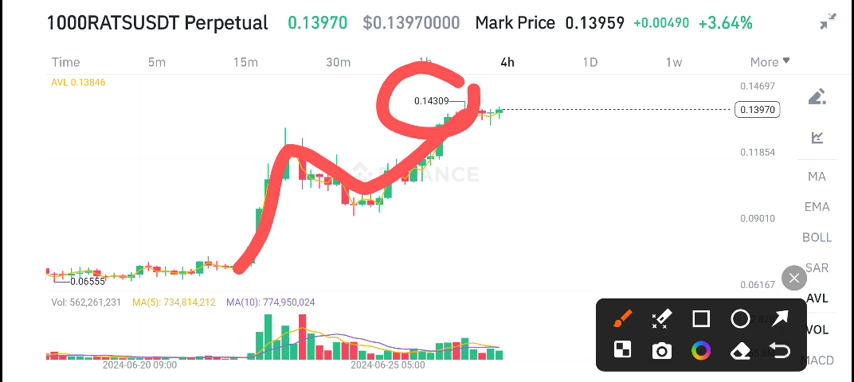 1000RATSUSDT Perpetual 0.13970 $0.13970000 Mark Price 0.13959 +0.00490 +3.64%
Time 5m 15m 30m 1h 4h 1D 1w More
AVL 0.13846
0.14697
0.14309
0.13970
0.11854
MA
BINANCE
EMA
0.09010
BOLL
SAR
0.06555
0.06167
AVL
Vol: 562,261,231 MA(5): 734,814,212 MA(10): 774,950,024
VOL
MACD
2024-06-20 09:00 2024-06-25 05:00